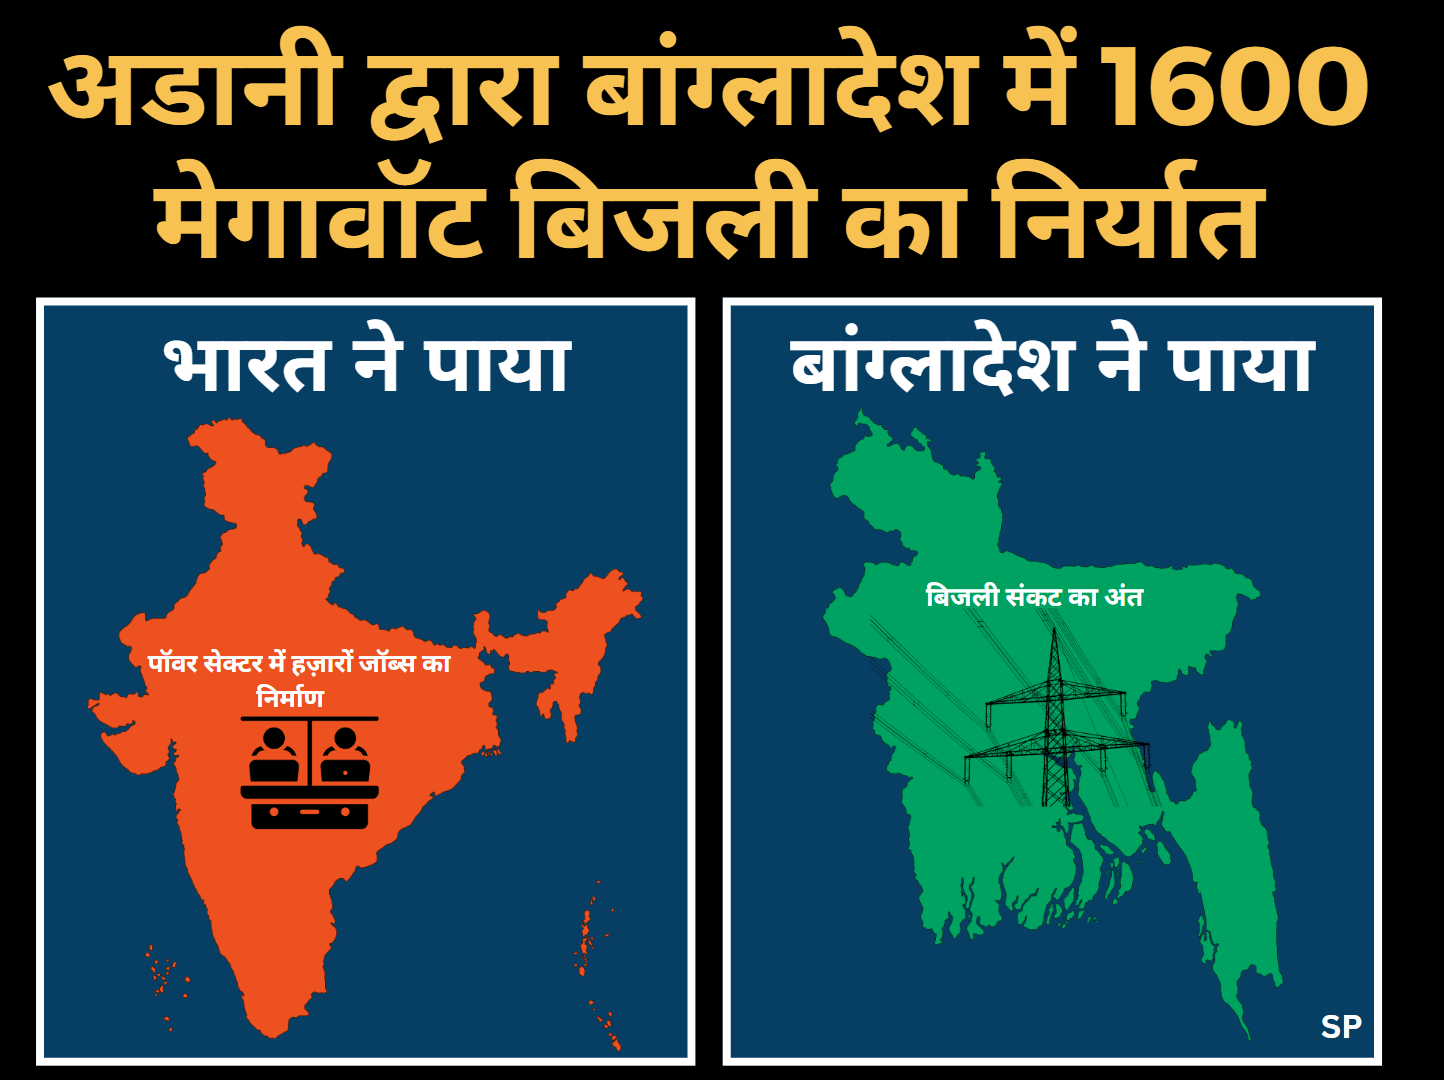 अडानी द्वारा बांग्लादेश में 1600
मेगावॉट बिजली का निर्यात
भारत ने पाया
पॉवर सेक्टर में हज़ारों जॉब्स का
निर्माण
बांग्लादेश ने पाया
बिजली संकट का अंत
SP